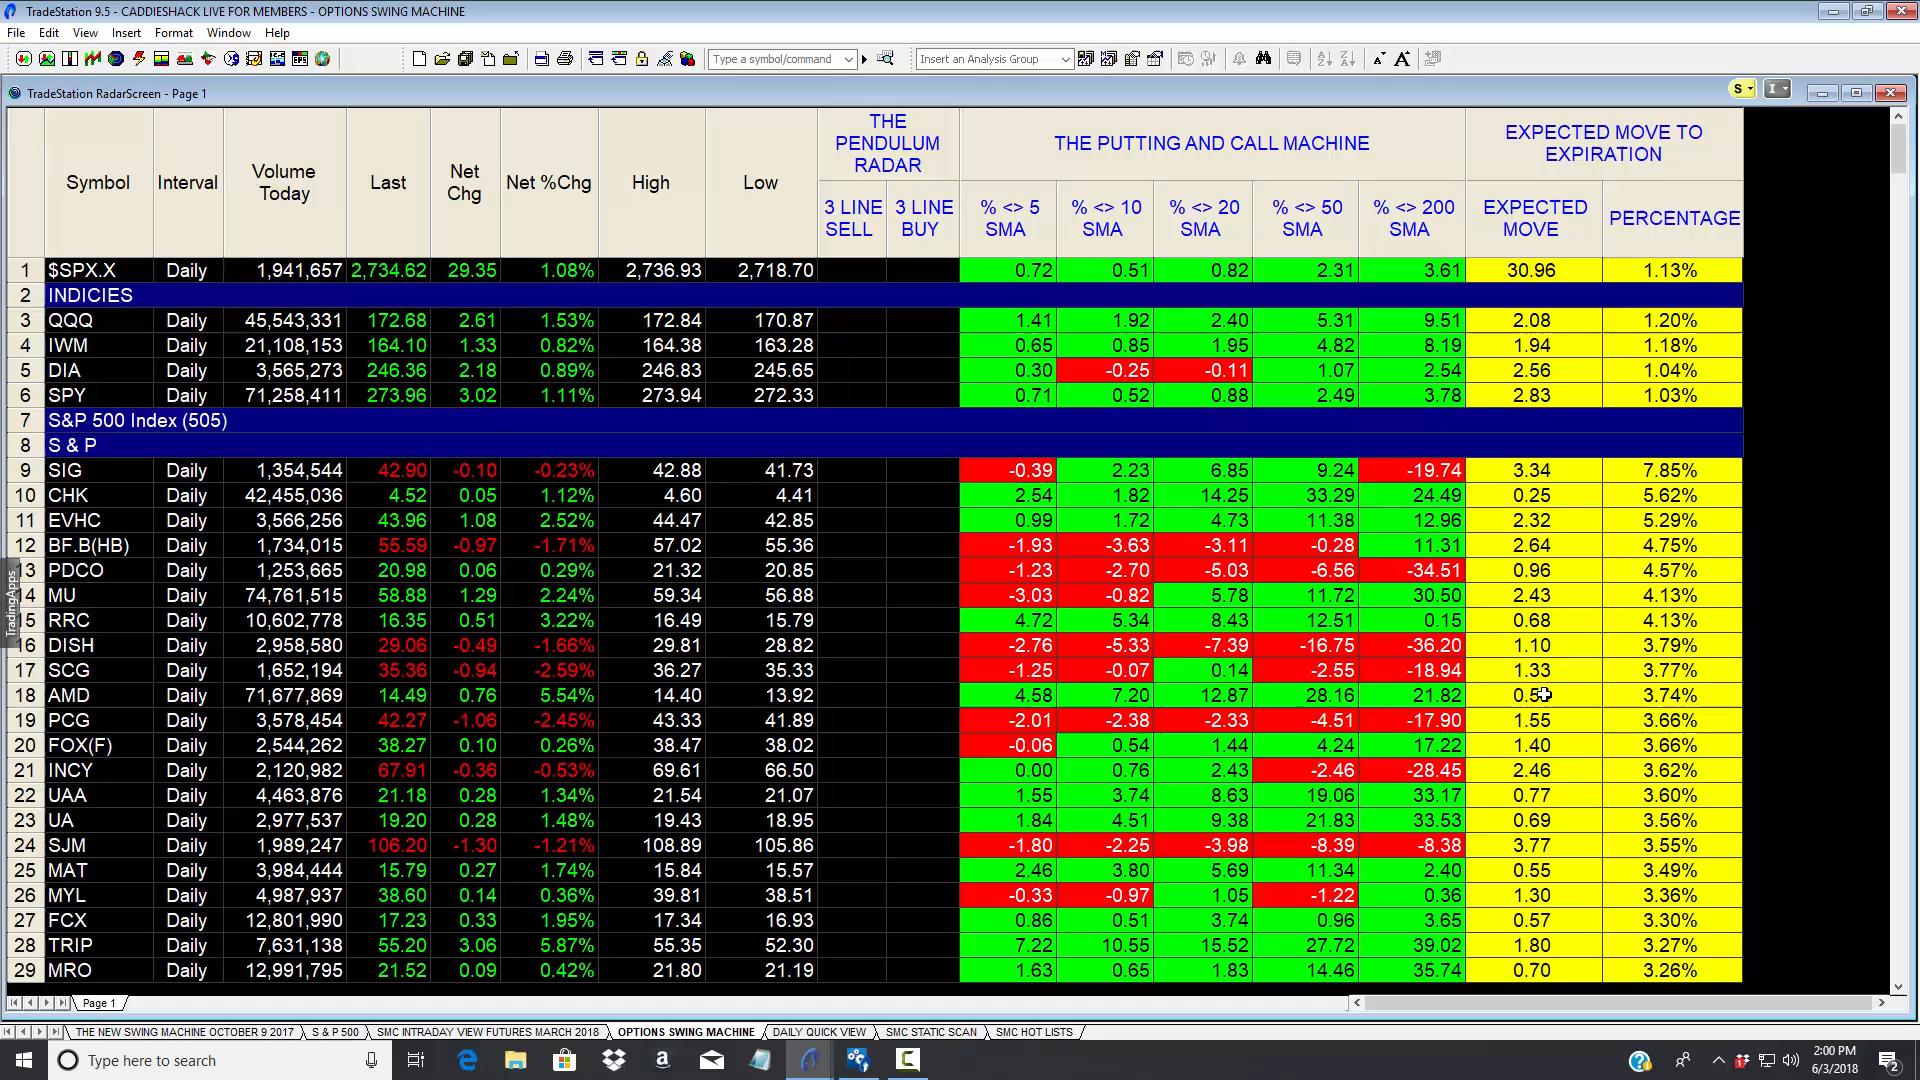 TradeStation 9.5 - CADDIESHACK LIVE FOR MEMBERS - OPTIONS SWING MACHINE
File Edit View Insert Format Window Help
Type a symbol/command Insert an Analysis Group
TradeStation RadarScreen - Page 1 S I
Symbol Interval Volume Today Last Net Chg Net %Chg High Low THE PENDULUM RADAR THE PUTTING AND CALL MACHINE EXPECTED MOVE TO EXPIRATION
3 LINE SELL 3 LINE BUY % <> 5 SMA % <> 10 SMA % <> 20 SMA % <> 50 SMA % <> 200 SMA EXPECTED MOVE PERCENTAGE
1 $SPX.X Daily 1,941,657 2,734.62 29.35 1.08% 2,736.93 2,718.70 0.72 0.51 0.82 2.31 3.61 30.96 1.13%
2 INDICIES
3 QQQ Daily 45,543,331 172.68 2.61 1.53% 172.84 170.87 1.41 1.92 2.40 5.31 9.51 2.08 1.20%
4 IWM Daily 21,108,153 164.10 1.33 0.82% 164.38 163.28 0.65 0.85 1.95 4.82 8.19 1.94 1.18%
5 DIA Daily 3,565,273 246.36 2.18 0.89% 246.83 245.65 0.30 -0.25 -0.11 1.07 2.54 2.56 1.04%
6 SPY Daily 71,258,411 273.96 3.02 1.11% 273.94 272.33 0.71 0.52 0.88 2.49 3.78 2.83 1.03%
7 S&P 500 Index (505)
8 S & P
9 SIG Daily 1,354,544 42.90 -0.10 -0.23% 42.88 41.73 -0.39 2.23 6.85 9.24 -19.74 3.34 7.85%
10 CHK Daily 42,455,036 4.52 0.05 1.12% 4.60 4.41 2.54 1.82 14.25 33.29 24.49 0.25 5.62%
11 EVHC Daily 3,566,256 43.96 1.08 2.52% 44.47 42.85 0.99 1.72 4.73 11.38 12.96 2.32 5.29%
12 BF.B(HB) Daily 1,734,015 55.59 -0.97 -1.71% 57.02 55.36 -1.93 -3.63 -3.11 -0.28 11.31 2.64 4.75%
13 PDCO Daily 1,253,665 20.98 0.06 0.29% 21.32 20.85 -1.23 -2.70 -5.03 -6.56 -34.51 0.96 4.57%
14 MU Daily 74,761,515 58.88 1.29 2.24% 59.34 56.88 -3.03 -0.82 5.78 11.72 30.50 2.43 4.13%
15 RRC Daily 10,602,778 16.35 0.51 3.22% 16.49 15.79 4.72 5.34 8.43 12.51 0.15 0.68 4.13%
16 DISH Daily 2,958,580 29.06 -0.49 -1.66% 29.81 28.82 -2.76 -5.33 -7.39 -16.75 -36.20 1.10 3.79%
17 SCG Daily 1,652,194 35.36 -0.94 -2.59% 36.27 35.33 -1.25 -0.07 0.14 -2.55 -18.94 1.33 3.77%
18 AMD Daily 71,677,869 14.49 0.76 5.54% 14.40 13.92 4.58 7.20 12.87 28.16 21.82 3.74%
19 PCG Daily 3,578,454 42.27 -1.06 -2.45% 43.33 41.89 -2.01 -2.38 -2.33 -4.51 -17.90 1.55 3.66%
20 FOX(F) Daily 2,544,262 38.27 0.10 0.26% 38.47 38.02 -0.06 0.54 1.44 4.24 17.22 1.40 3.66%
21 INCY Daily 2,120,982 67.91 -0.36 -0.53% 69.61 66.50 0.00 0.76 2.43 -2.46 -28.45 2.46 3.62%
22 UAA Daily 4,463,876 21.18 0.28 1.34% 21.54 21.07 1.55 3.74 8.63 19.06 33.17 0.77 3.60%
23 UA Daily 2,977,537 19.20 0.28 1.48% 19.43 18.95 1.84 4.51 9.38 21.83 33.53 0.69 3.56%
24 SJM Daily 1,989,247 106.20 -1.30 -1.21% 108.89 105.86 -1.80 -2.25 -3.98 -8.39 -8.38 3.77 3.55%
25 MAT Daily 3,984,444 15.79 0.27 1.74% 15.84 15.57 2.46 3.80 5.69 11.34 2.40 0.55 3.49%
26 MYL Daily 4,987,937 38.60 0.14 0.36% 39.81 38.51 -0.33 -0.97 1.05 -1.22 0.36 1.30 3.36%
27 FCX Daily 12,801,990 17.23 0.33 1.95% 17.34 16.93 0.86 0.51 3.74 0.96 3.65 0.57 3.30%
28 TRIP Daily 7,631,138 55.20 3.06 5.87% 55.35 52.30 7.22 10.55 15.52 27.72 39.02 1.80 3.27%
29 MRO Daily 12,991,795 21.52 0.09 0.42% 21.80 21.19 1.63 0.65 1.83 14.46 35.74 0.70 3.26%
TradingApps
Page 1
THE NEW SWING MACHINE OCTOBER 9 2017 S & P 500 SMC INTRADAY VIEW FUTURES MARCH 2018 OPTIONS SWING MACHINE DAILY QUICK VIEW SMC STATIC SCAN SMC HOT LISTS
Type here to search
2:00 PM
6/3/2018
2